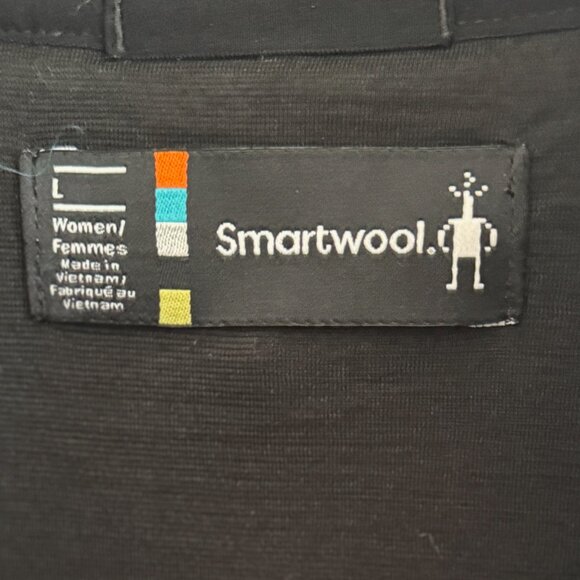 L
Women/
Femmes
Made in
Vietnam/
Fabriqué au
Vietnam
Smartwool.